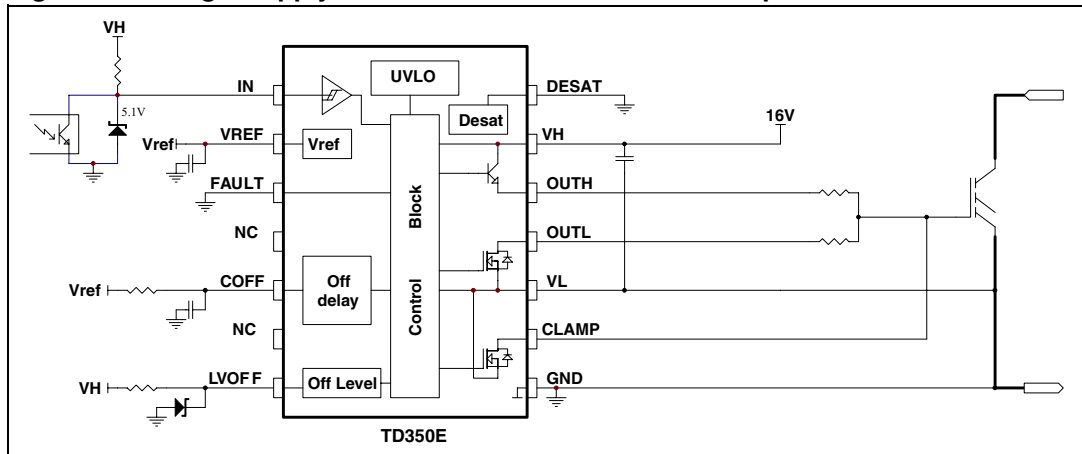 VH
IN
5.1V
Vref
VREF
FAULT
NC
Vref
COFF
NC
VH
LVOFF
UVLO
Vref
Desat
Control Block
Off
delay
Off Level
TD350E
DESAT
VH
16V
OUTH
OUTL
VL
CLAMP
GND